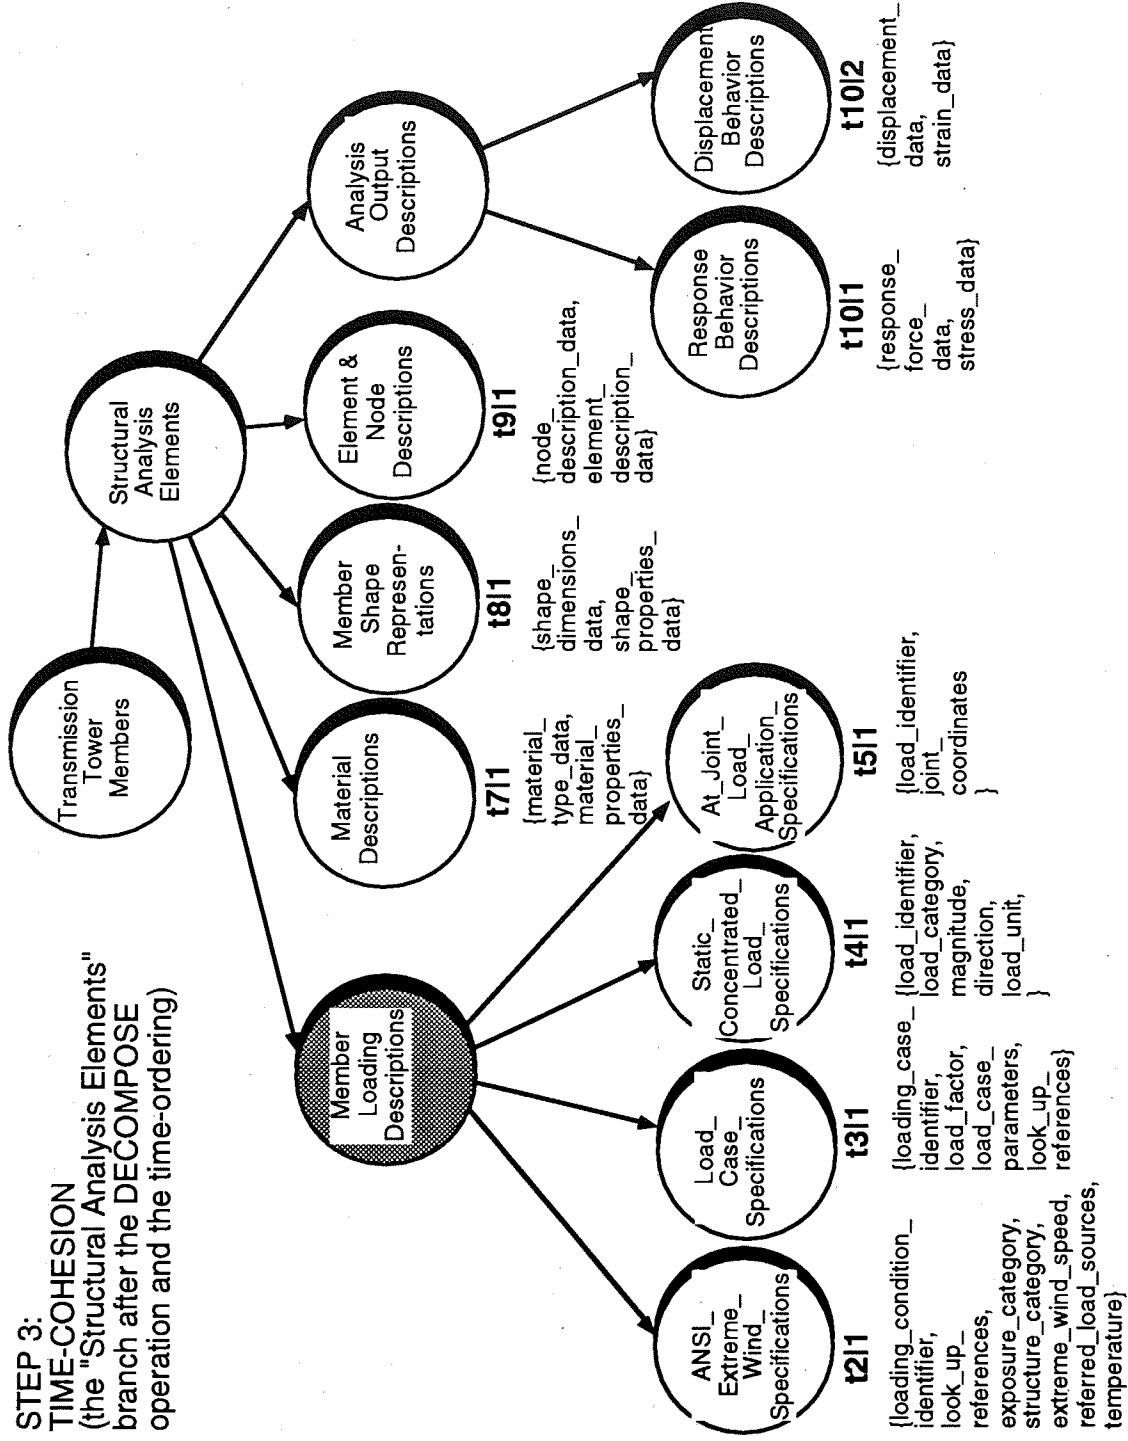 STEP 3:
TIME-COHESION
(the "Structural Analysis Elements"
branch after the DECOMPOSE
operation and the time-ordering)
Transmission
Tower
Members
Structural
Analysis
Elements
Member
Loading
Descriptions
Material
Descriptions
t7|1
{material_
type_data,
material_
properties_
data}
Member
Shape
Represen-
tations
t8|1
{shape_
dimensions_
data,
shape_
properties_
data}
Element &
Node
Descriptions
t9|1
{node_
description_data,
element_
description_
data}
Analysis
Output
Descriptions
ANSI_
Extreme_
Wind_
Specifications
t2|1
{loading_condition_
identifier,
look_up_
references,
exposure_category,
structure_category,
extreme_wind_speed,
referred_load_sources,
temperature}
Load_
Case_
Specifications
t3|1
{loading_case_
identifier,
load_factor,
load_case_
parameters,
look_up_
references}
Static_
Concentrated_
Load_
Specifications
t4|1
{load_identifier,
load_category,
magnitude,
direction,
load_unit,
}
At_Joint_
Load_
Application_
Specifications
t5|1
{load_identifier,
joint_
coordinates
}
Response
Behavior
Descriptions
t10|1
{response_
force_
data,
stress_data}
Displacement
Behavior
Descriptions
t10|2
{displacement_
data,
strain_data}